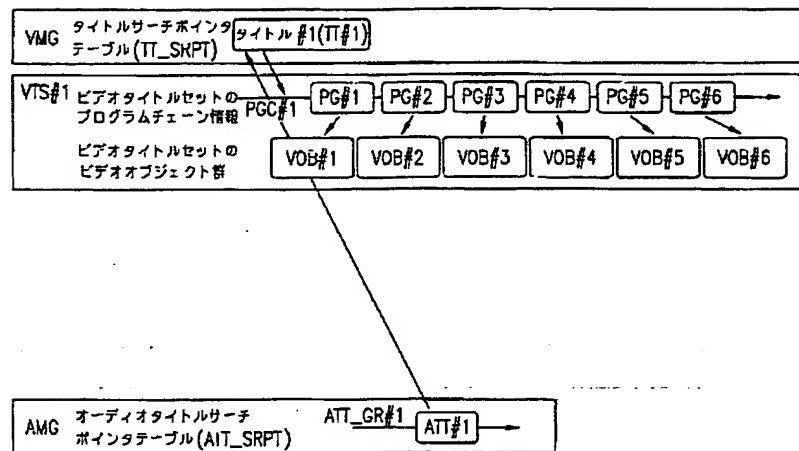 VMG タイトルサーチポインタ
テーブル(TT_SRPT)
タイトル #1(TT#1)
VTS#1 ビデオタイトルセットの
プログラムチェーン情報
PGC#1
PG#1 PG#2 PG#3 PG#4 PG#5 PG#6
ビデオタイトルセットの
ビデオオブジェクト群
VOB#1 VOB#2 VOB#3 VOB#4 VOB#5 VOB#6
AMG オーディオタイトルサーチ
ポインタテーブル(AIT_SRPT)
ATT_GR#1
ATT#1